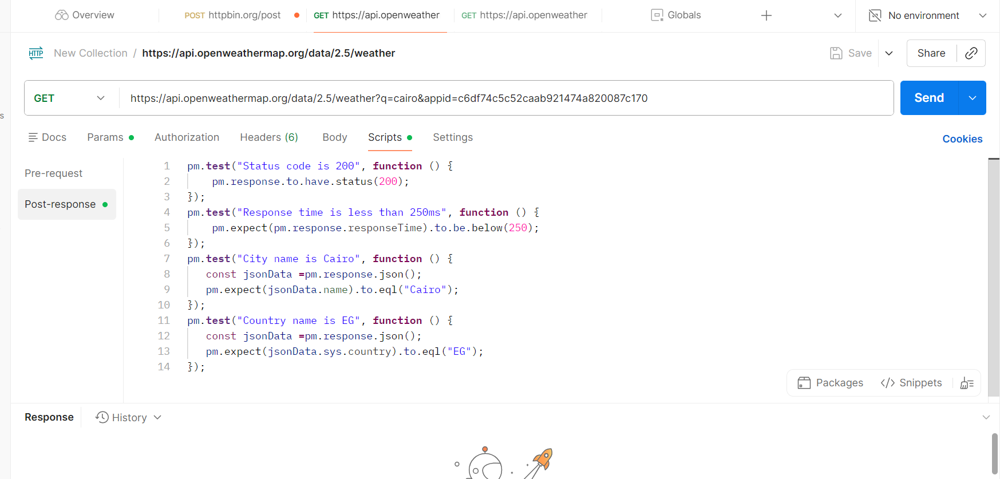 Overview
POST httpbin.org/post
GET https://api.openweather
GET https://api.openweather
Globals
No environment
HTTP New Collection / https://api.openweathermap.org/data/2.5/weather
Save
Share
GET
https://api.openweathermap.org/data/2.5/weather?q=cairo&appid=c6df74c5c52caab921474a820087c170
Send
s
Docs
Params
Authorization
Headers (6)
Body
Scripts
Settings
Cookies
Pre-request
Post-response
1 pm.test("Status code is 200", function () {
2 pm.response.to.have.status(200);
3 });
4 pm.test("Response time is less than 250ms", function () {
5 pm.expect(pm.response.responseTime).to.be.below(250);
6 });
7 pm.test("City name is Cairo", function () {
8 const jsonData =pm.response.json();
9 pm.expect(jsonData.name).to.eql("Cairo");
10 });
11 pm.test("Country name is EG", function () {
12 const jsonData =pm.response.json();
13 pm.expect(jsonData.sys.country).to.eql("EG");
14 });
Packages
</> Snippets
Response
History